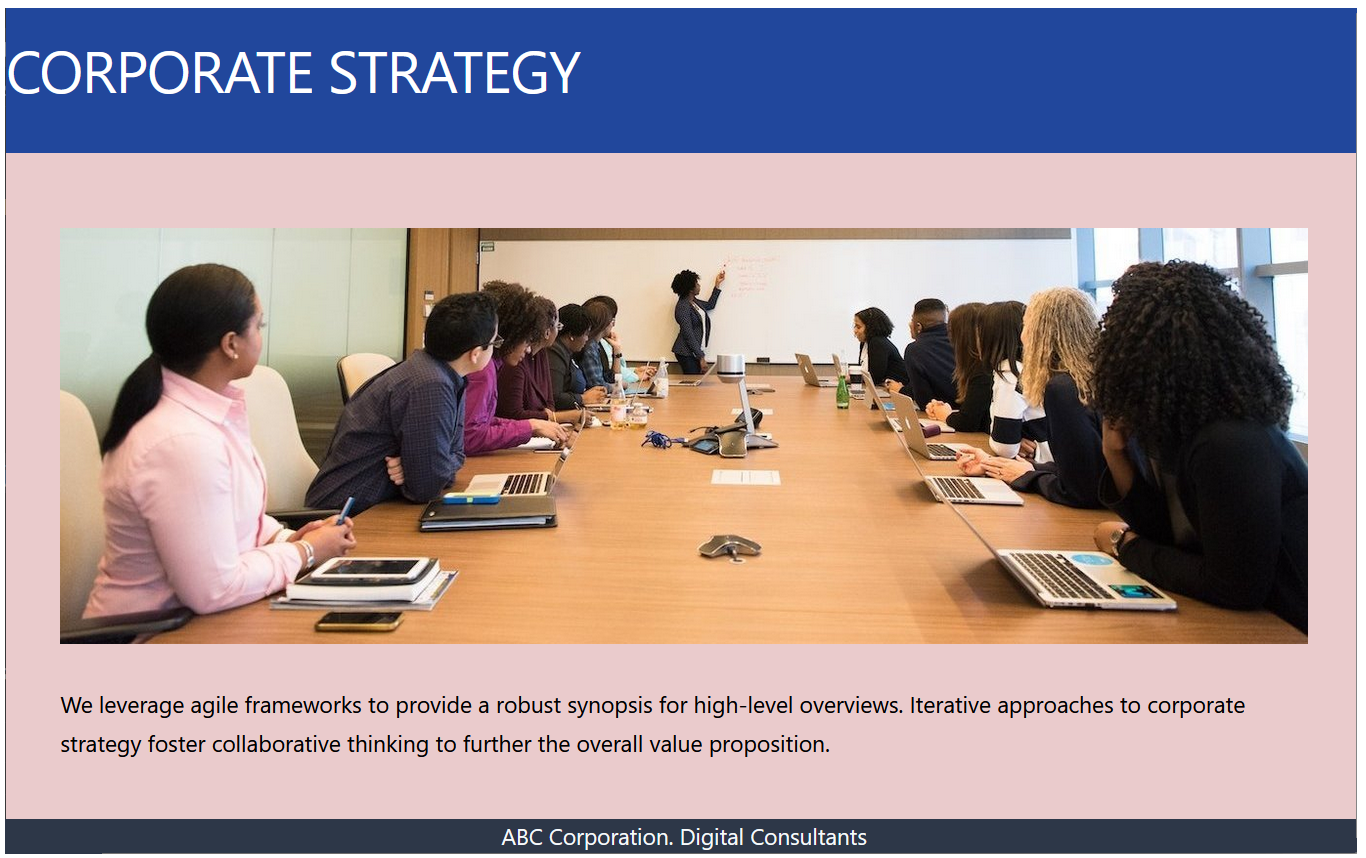 CORPORATE STRATEGY
We leverage agile frameworks to provide a robust synopsis for high-level overviews. Iterative approaches to corporate
strategy foster collaborative thinking to further the overall value proposition.
ABC Corporation. Digital Consultants